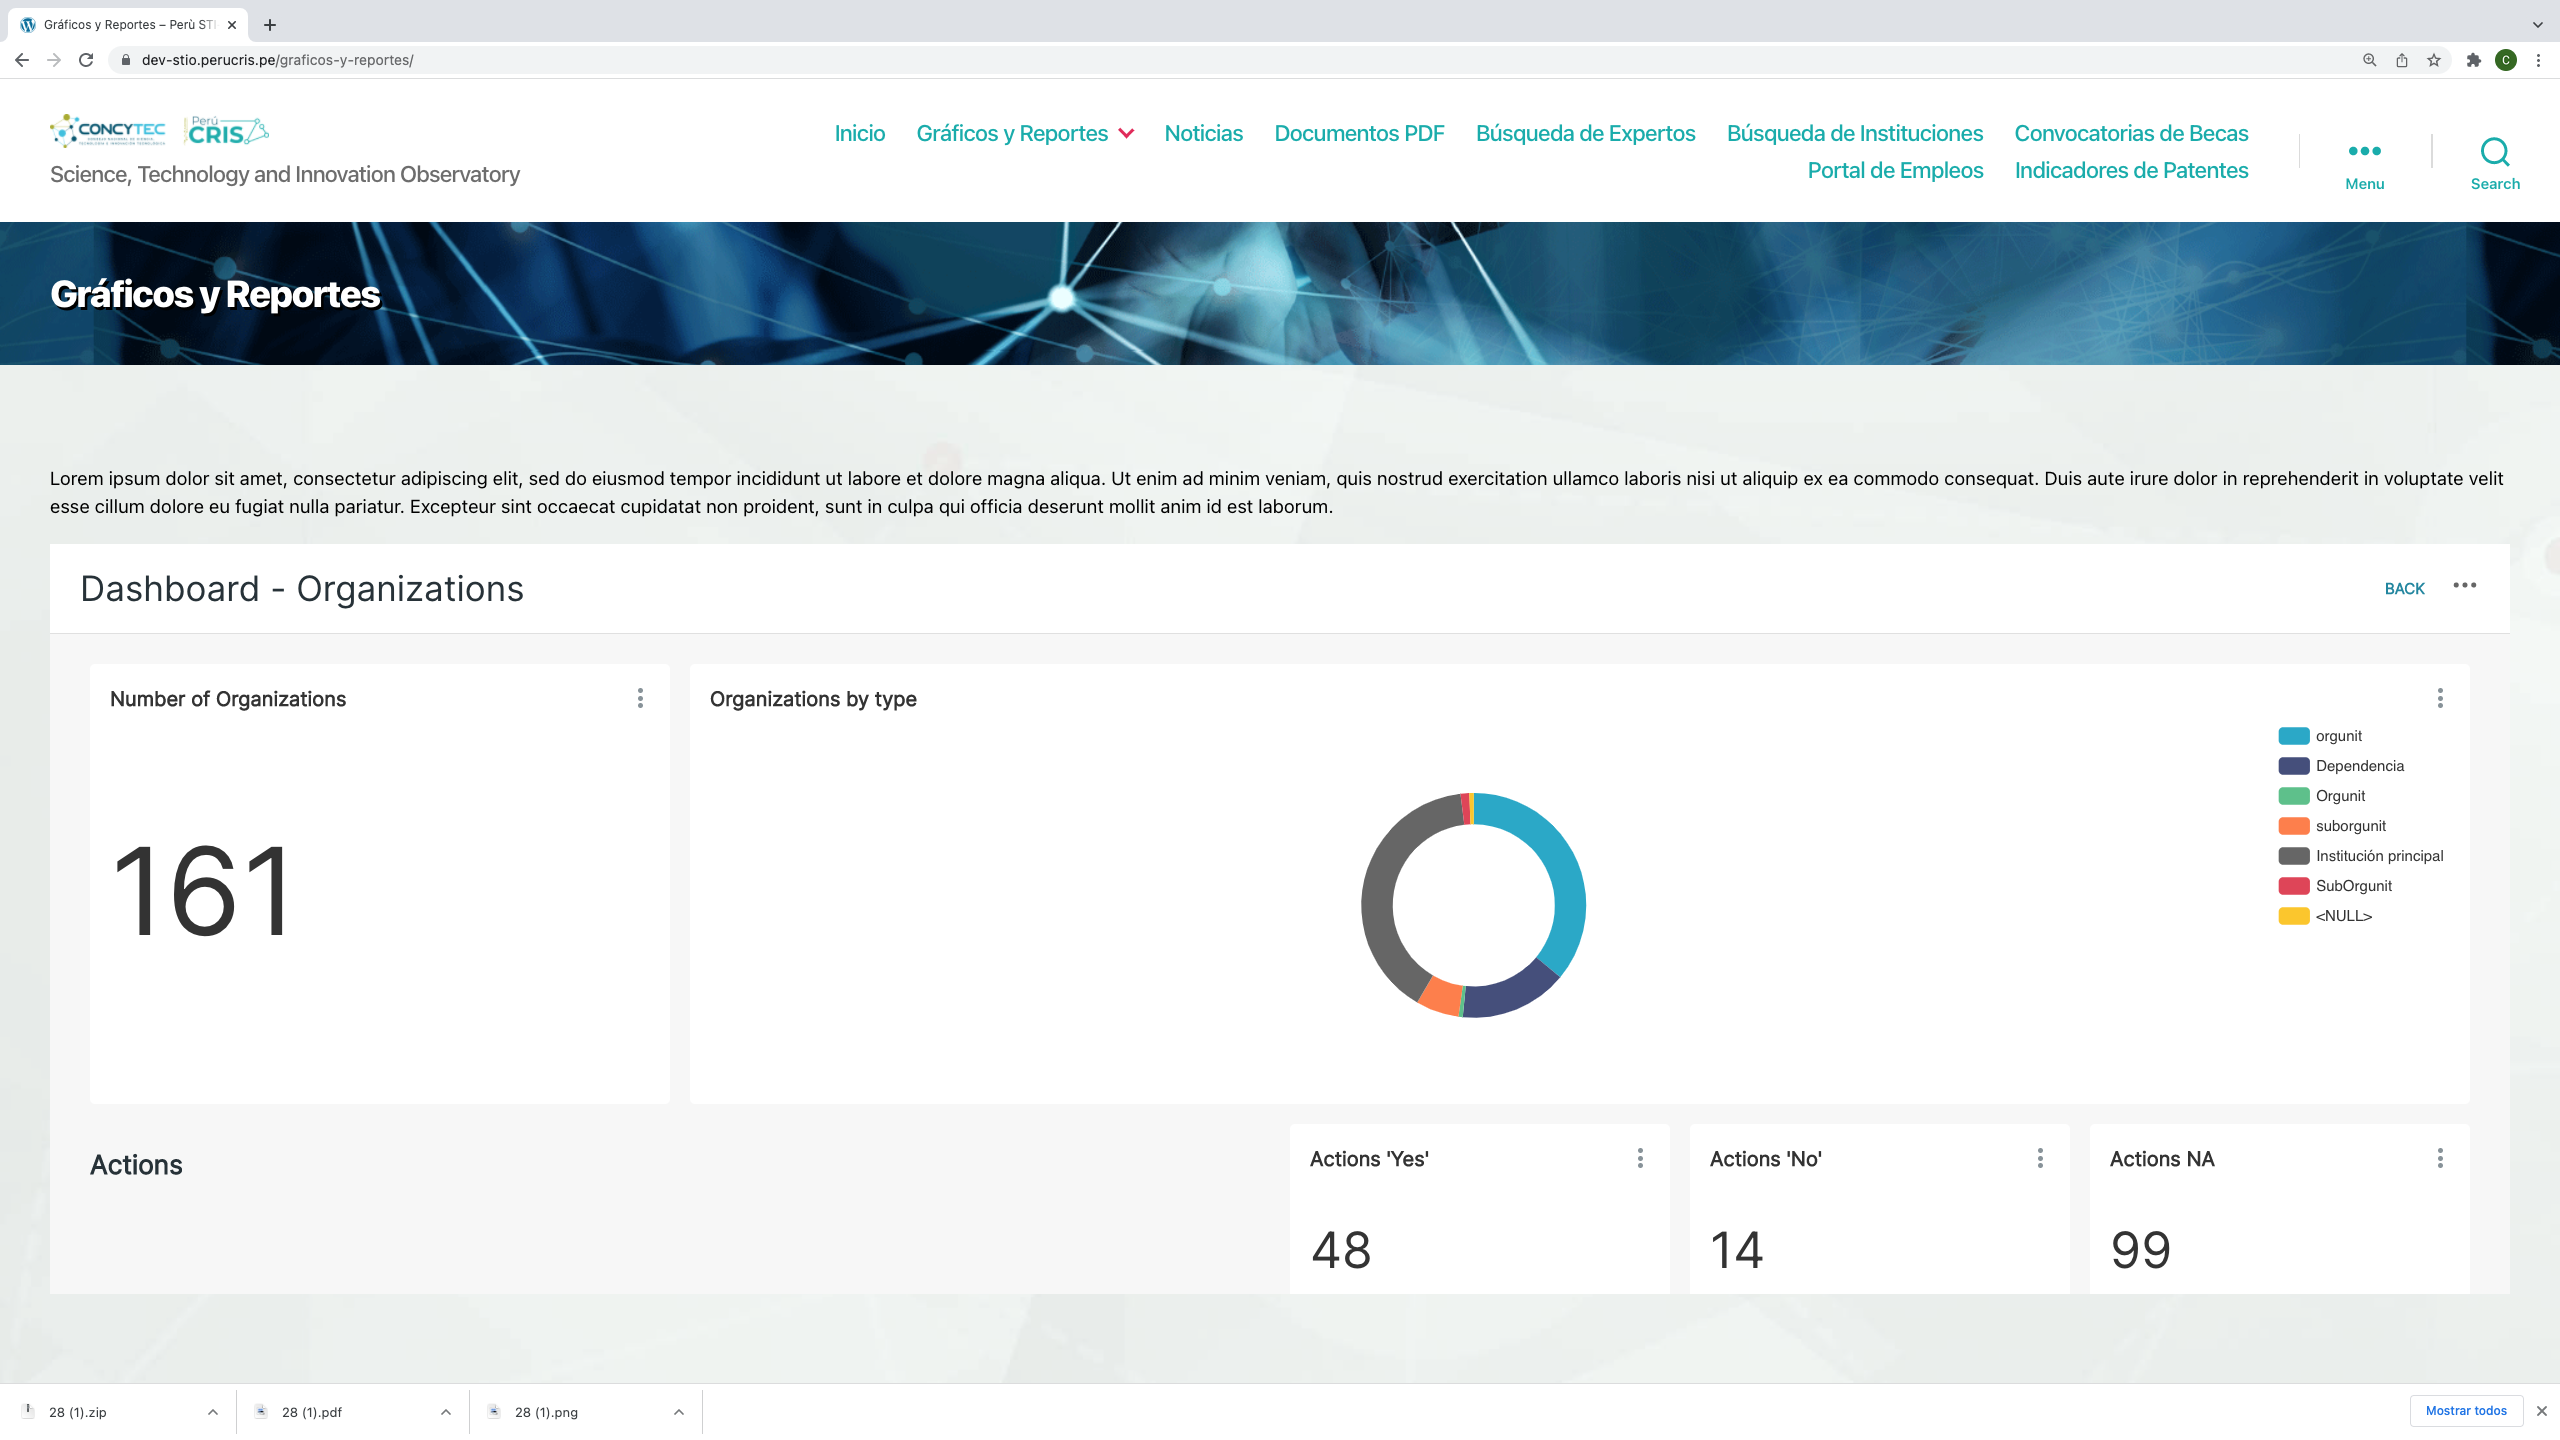 Gráficos y Reportes – Perù STI
dev-stio.perucris.pe/graficos-y-reportes/
C
CONCYTEC
Perú CRIS
Science, Technology and Innovation Observatory
Inicio Gráficos y Reportes Noticias Documentos PDF Búsqueda de Expertos Búsqueda de Instituciones Convocatorias de Becas
Portal de Empleos Indicadores de Patentes
Menu
Search
Gráficos y Reportes
Lorem ipsum dolor sit amet, consectetur adipiscing elit, sed do eiusmod tempor incididunt ut labore et dolore magna aliqua. Ut enim ad minim veniam, quis nostrud exercitation ullamco laboris nisi ut aliquip ex ea commodo consequat. Duis aute irure dolor in reprehenderit in voluptate velit
esse cillum dolore eu fugiat nulla pariatur. Excepteur sint occaecat cupidatat non proident, sunt in culpa qui officia deserunt mollit anim id est laborum.
Dashboard - Organizations
BACK
Number of Organizations
161
Organizations by type
orgunit
Dependencia
Orgunit
suborgunit
Institución principal
SubOrgunit
<NULL>
Actions
Actions 'Yes'
48
Actions 'No'
14
Actions NA
99
28 (1).zip
28 (1).pdf
28 (1).png
Mostrar todos